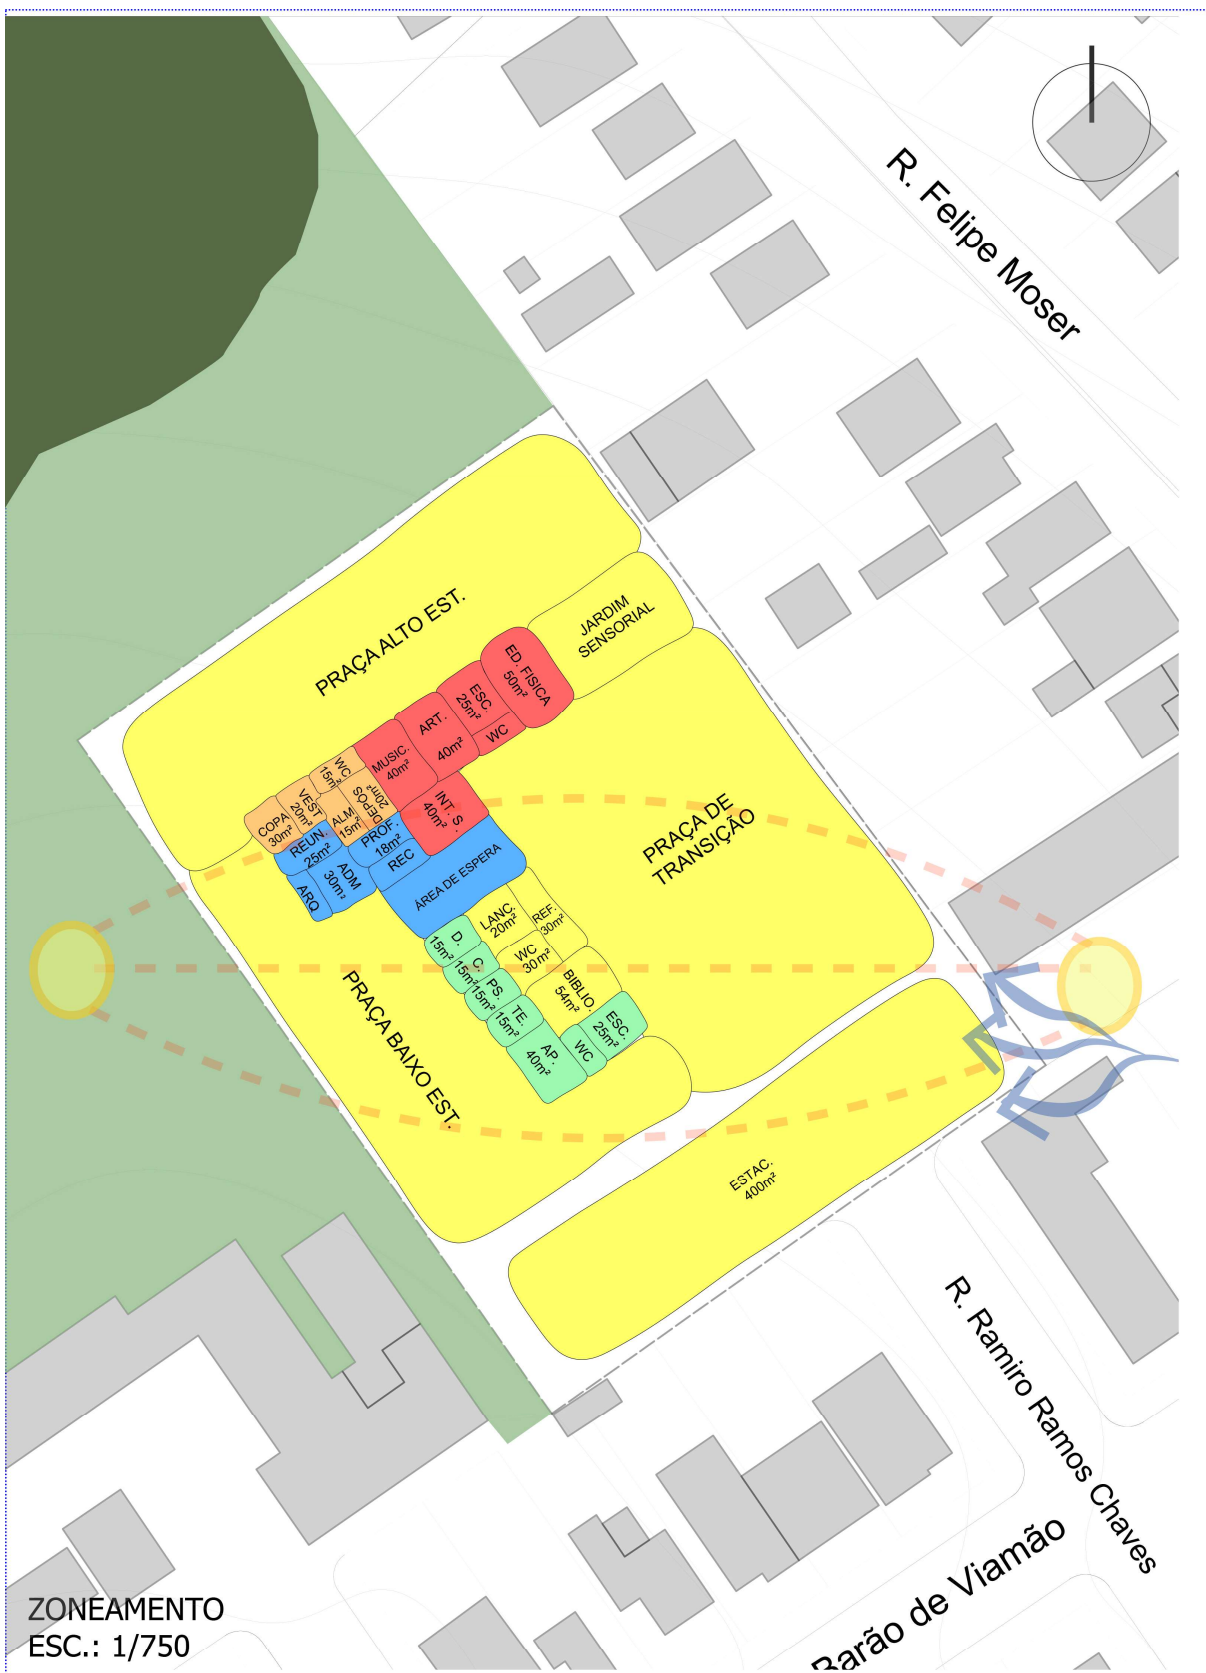 R. Felipe Moser
PRAÇA ALTO EST.
JARDIM
SENSORIAL
ED. FISICA
50m²
ESC.
25m²
WC
ART.
40m²
MUSIC.
40m²
INT. S.
40m²
WC
15m²
DEPÓS
20m²
VEST
20m²
ALM
15m²
COPA
30m²
REUN.
25m²
PROF.
18m²
REC
ADM
30m²
ARQ
ÁREA DE ESPERA
PRAÇA DE
TRANSIÇÃO
LANC.
20m²
REF.
30m²
WC
30m²
BIBLIO.
54m²
D.
15m²
C.
15m²
PS.
15m²
TE.
15m²
AP.
40m²
WC
ESC.
25m²
PRAÇA BAIXO EST.
ESTAC.
400m²
R. Ramiro Ramos Chaves
Barão de Viamão
ZONEAMENTO
ESC.: 1/750